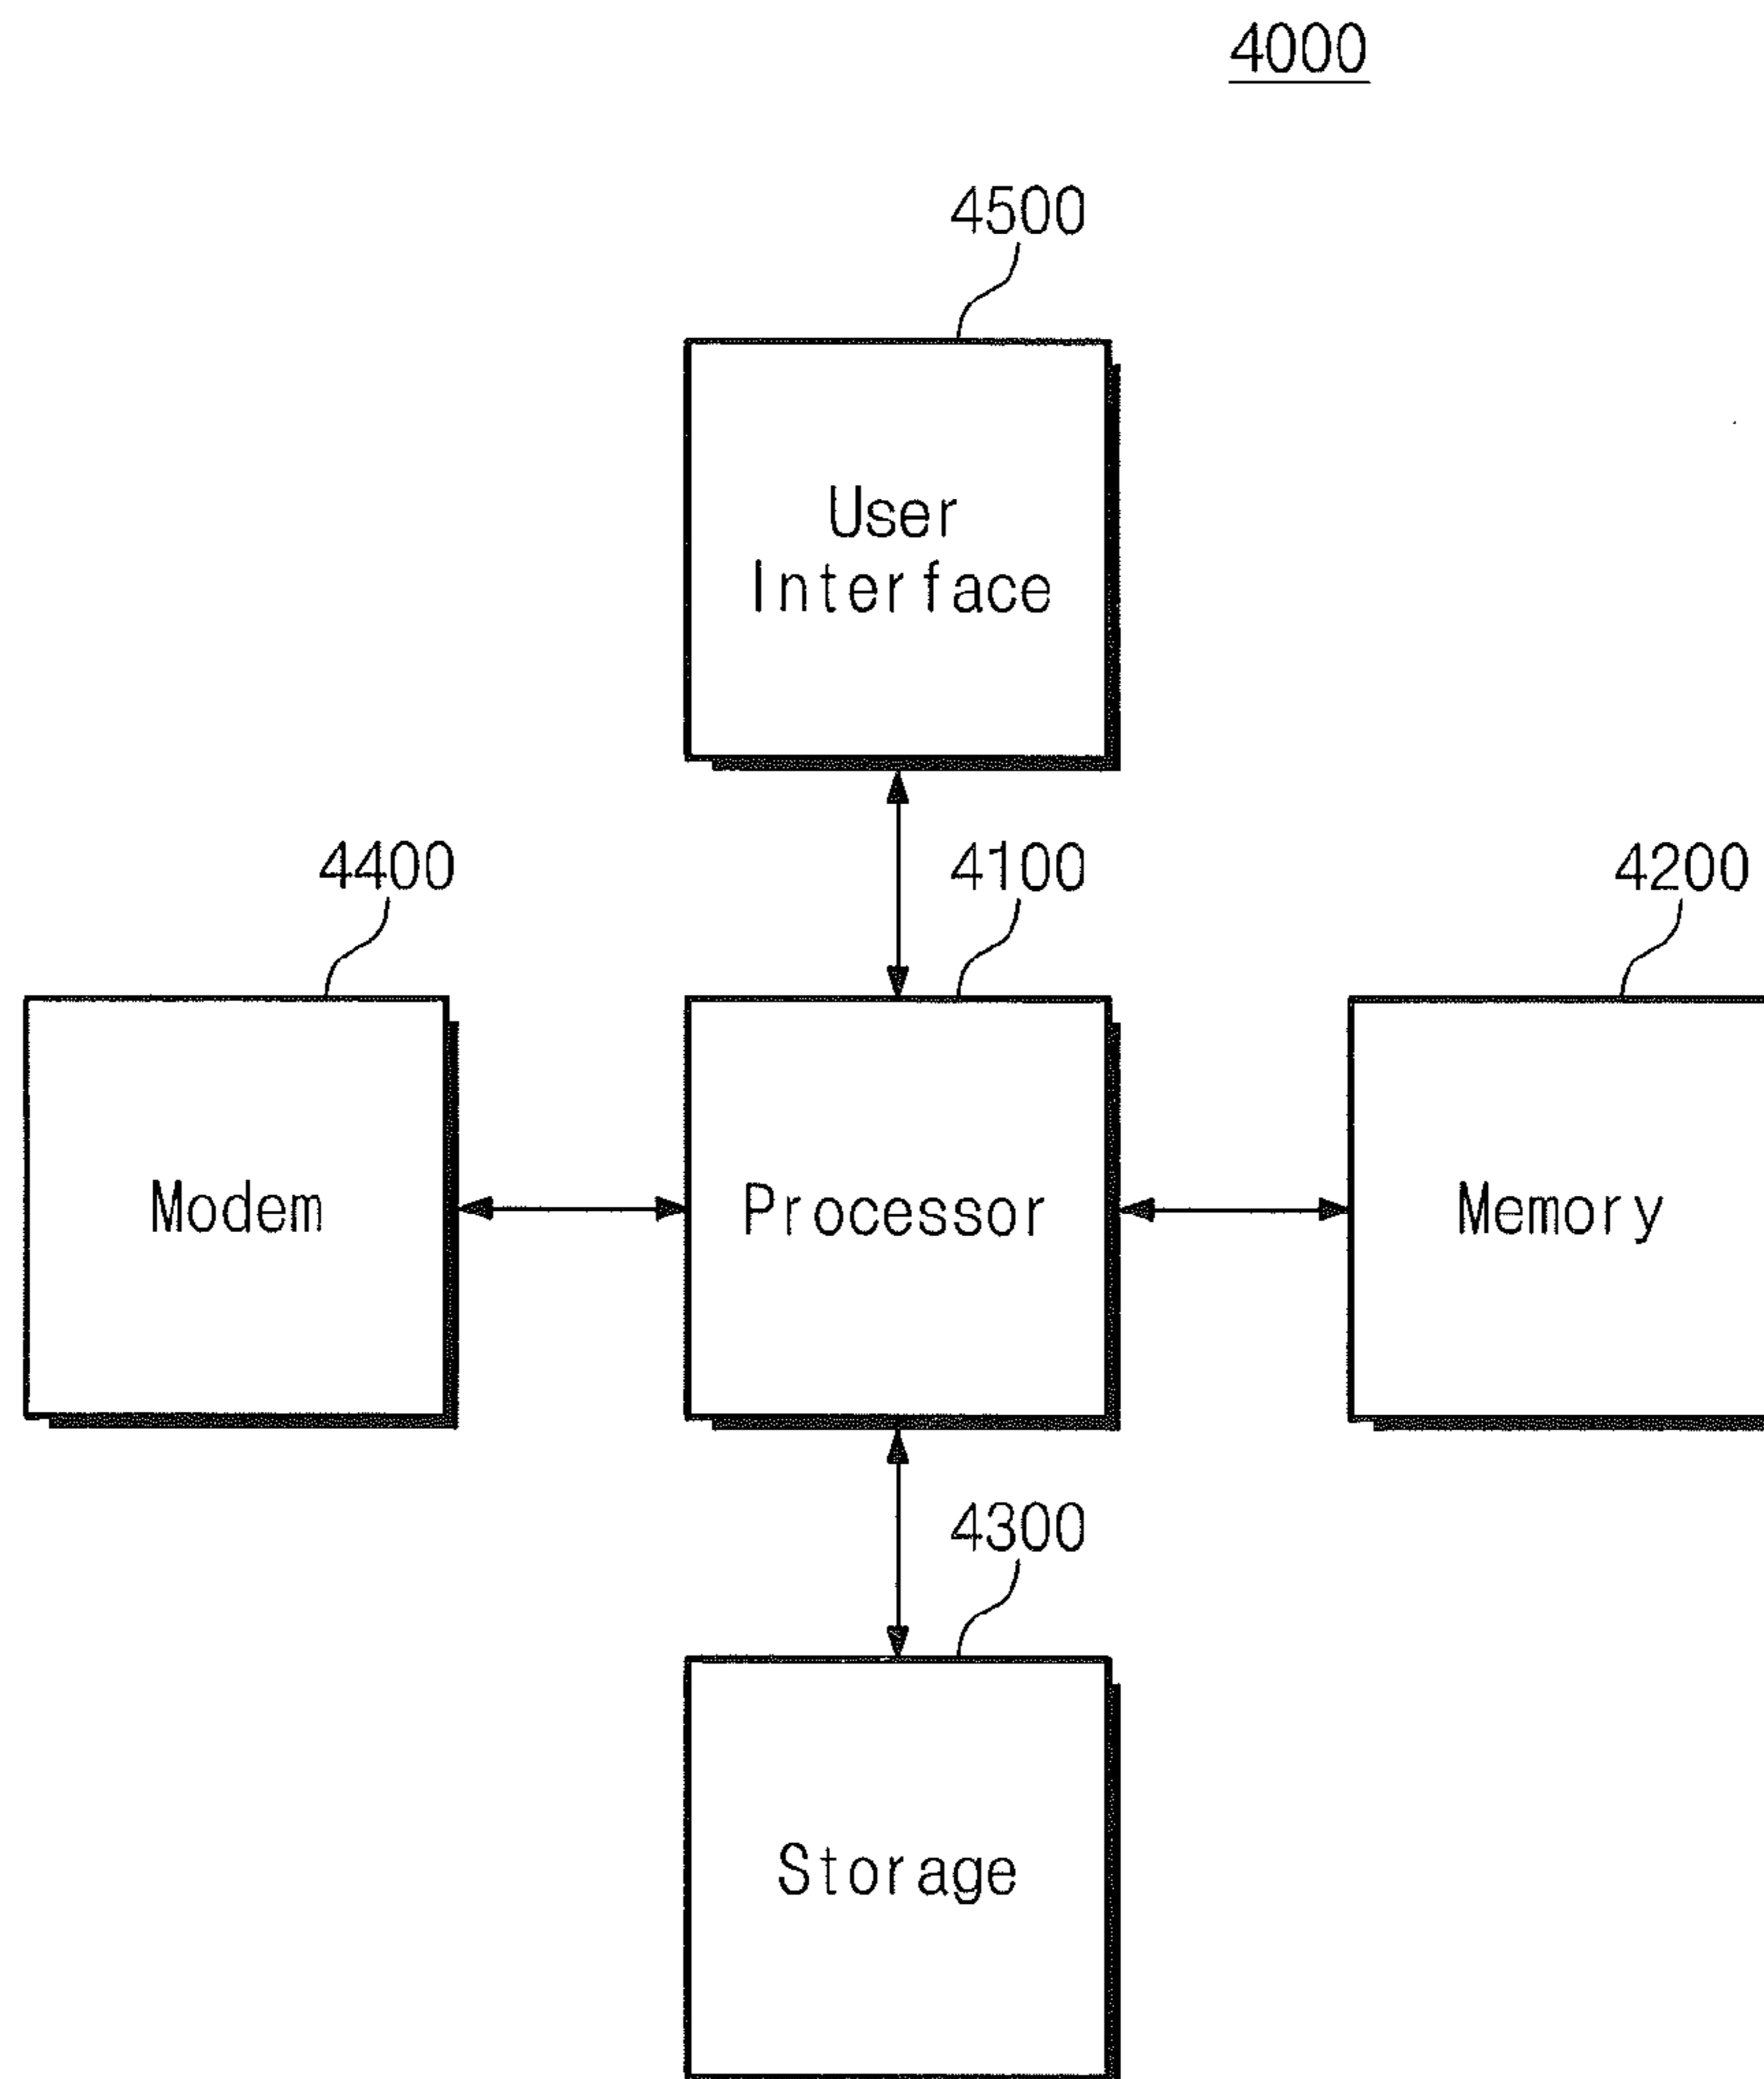 4000
4500
User
Interface
4400
4100
4200
Modem
Processor
Memory
4300
Storage